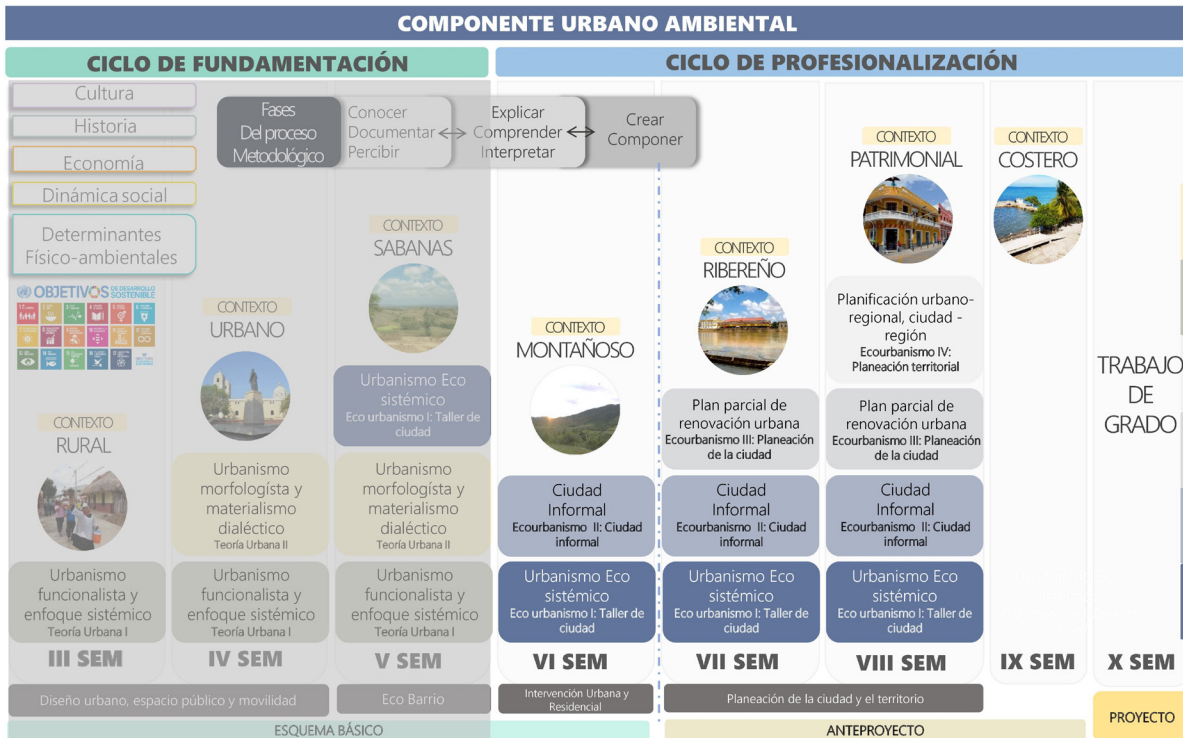 COMPONENTE URBANO AMBIENTAL
CICLO DE FUNDAMENTACIÓN
CICLO DE PROFESIONALIZACIÓN
Cultura
Historia
Economía
Dinámica social
Determinantes
Físico-ambientales
Fases
Del proceso
Metodológico
Conocer
Documentar
Percibir
Explicar
Comprender
Interpretar
Crear
Componer
OBJETIVOS DE DESARROLLO
SOSTENIBLE
CONTEXTO
RURAL
Urbanismo
funcionalista y
enfoque sistémico
Teoría Urbana I
III SEM
CONTEXTO
URBANO
Urbanismo
morfologísta y
materialismo
dialéctico
Teoría Urbana II
Urbanismo
funcionalista y
enfoque sistémico
Teoría Urbana I
IV SEM
CONTEXTO
SABANAS
Urbanismo Eco
sistémico
Eco urbanismo I: Taller de
ciudad
Urbanismo
morfologísta y
materialismo
dialéctico
Teoría Urbana II
Urbanismo
funcionalista y
enfoque sistémico
Teoría Urbana I
V SEM
CONTEXTO
MONTAÑOSO
Ciudad
Informal
Ecourbanismo II: Ciudad
informal
Urbanismo Eco
sistémico
Eco urbanismo I: Taller de
ciudad
VI SEM
CONTEXTO
RIBEREÑO
Plan parcial de
renovación urbana
Ecourbanismo III: Planeación
de la ciudad
Ciudad
Informal
Ecourbanismo II: Ciudad
informal
Urbanismo Eco
sistémico
Eco urbanismo I: Taller de
ciudad
VII SEM
CONTEXTO
PATRIMONIAL
Planificación urbano-
regional, ciudad -
región
Ecourbanismo IV:
Planeación territorial
Plan parcial de
renovación urbana
Ecourbanismo III: Planeación
de la ciudad
Ciudad
Informal
Ecourbanismo II: Ciudad
informal
Urbanismo Eco
sistémico
Eco urbanismo I: Taller de
ciudad
VIII SEM
CONTEXTO
COSTERO
IX SEM
TRABAJO
DE
GRADO
X SEM
Diseño urbano, espacio público y movilidad
Eco Barrio
Intervención Urbana y
Residencial
Planeación de la ciudad y el territorio
PROYECTO
ESQUEMA BÁSICO
ANTEPROYECTO